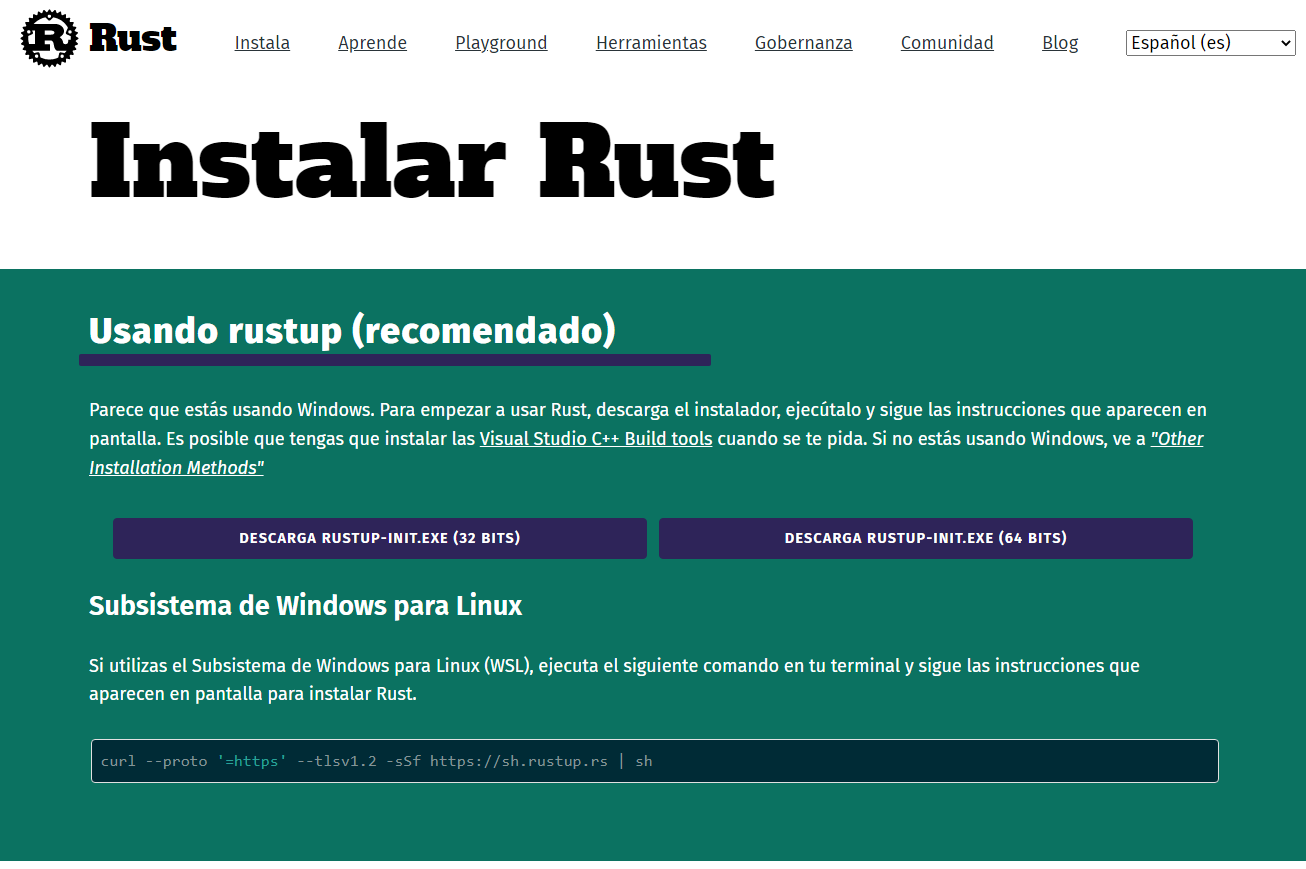 R Rust
Instala
Aprende
Playground
Herramientas
Gobernanza
Comunidad
Blog
Español (es)
Instalar Rust
Usando rustup (recomendado)
Parece que estás usando Windows. Para empezar a usar Rust, descarga el instalador, ejecútalo y sigue las instrucciones que aparecen en
pantalla. Es posible que tengas que instalar las Visual Studio C++ Build tools cuando se te pida. Si no estás usando Windows, ve a "Other
Installation Methods"
DESCARGA RUSTUP-INIT.EXE (32 BITS)
DESCARGA RUSTUP-INIT.EXE (64 BITS)
Subsistema de Windows para Linux
Si utilizas el Subsistema de Windows para Linux (WSL), ejecuta el siguiente comando en tu terminal y sigue las instrucciones que
aparecen en pantalla para instalar Rust.
curl --proto '=https' --tlsv1.2 -sSf https://sh.rustup.rs | sh